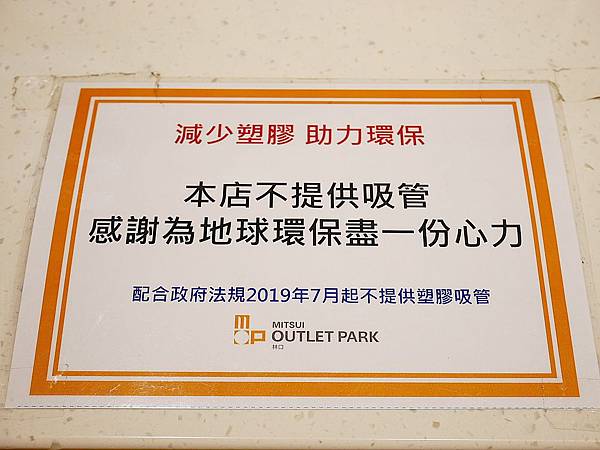 減少塑膠 助力環保
本店不提供吸管
感謝為地球環保盡一份心力
配合政府法規2019年7月起不提供塑膠吸管
mop
MITSUI
OUTLET PARK
林口